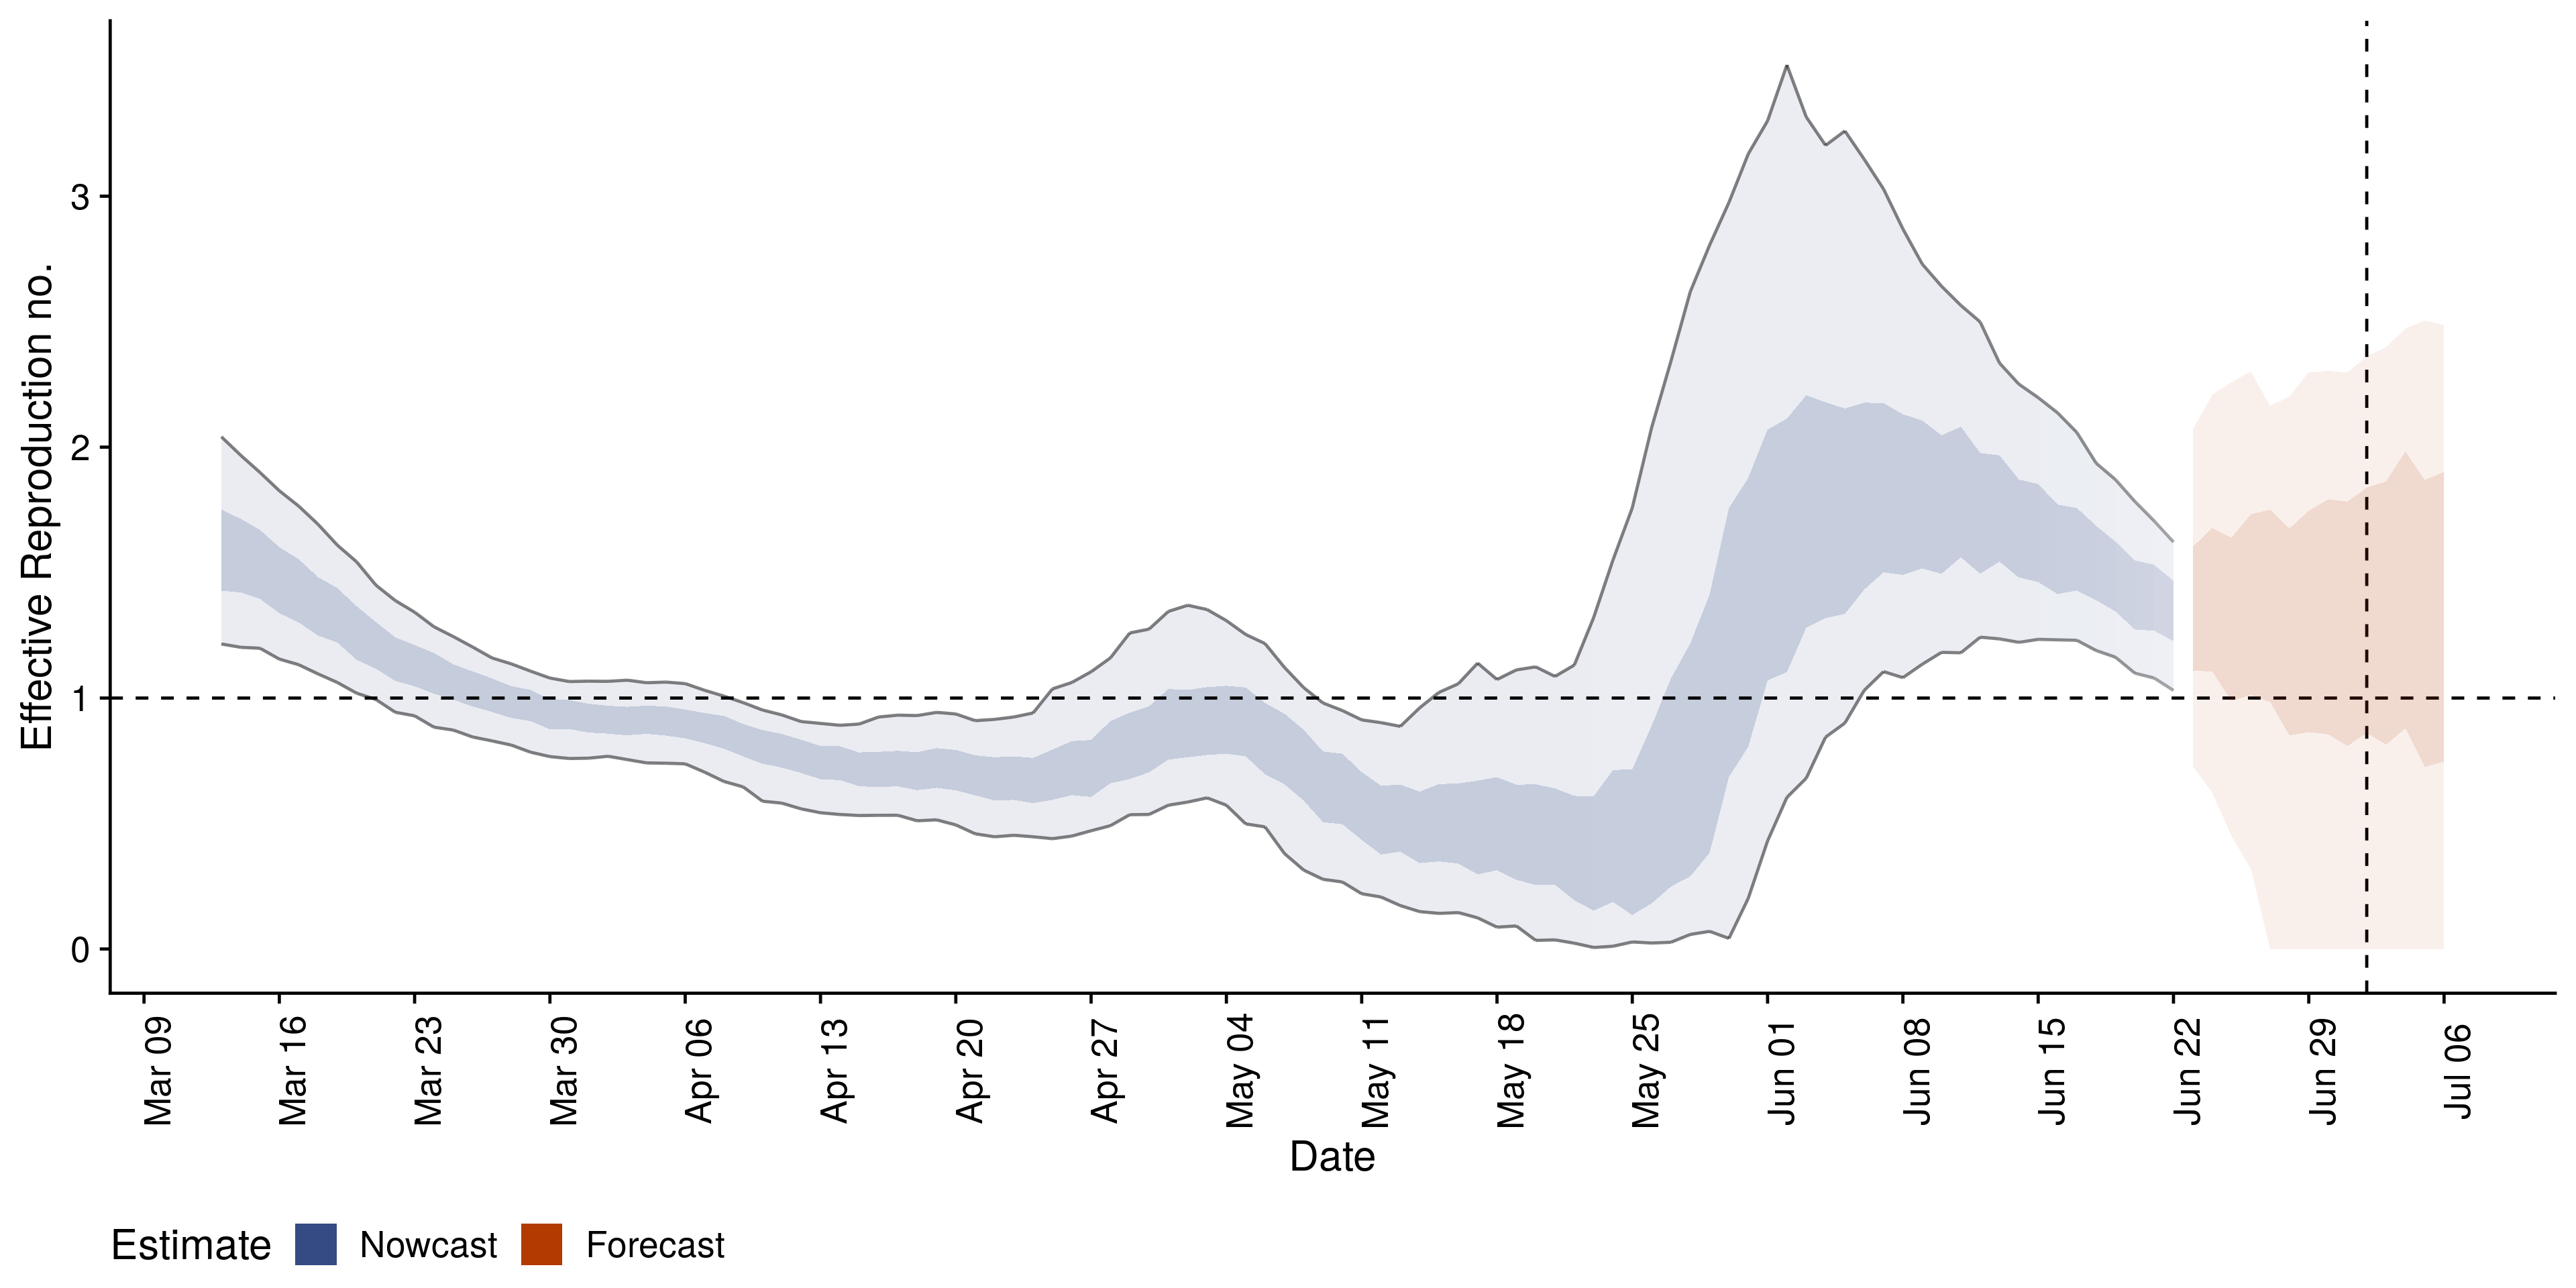 Effective Reproduction no.
3
2
1
0
Mar 09
Mar 16
Mar 23
Mar 30
Apr 06
Apr 13
Apr 20
Apr 27
May 04
May 11
May 18
May 25
Jun 01
Jun 08
Jun 15
Jun 22
Jun 29
Jul 06
Date
Estimate Nowcast Forecast